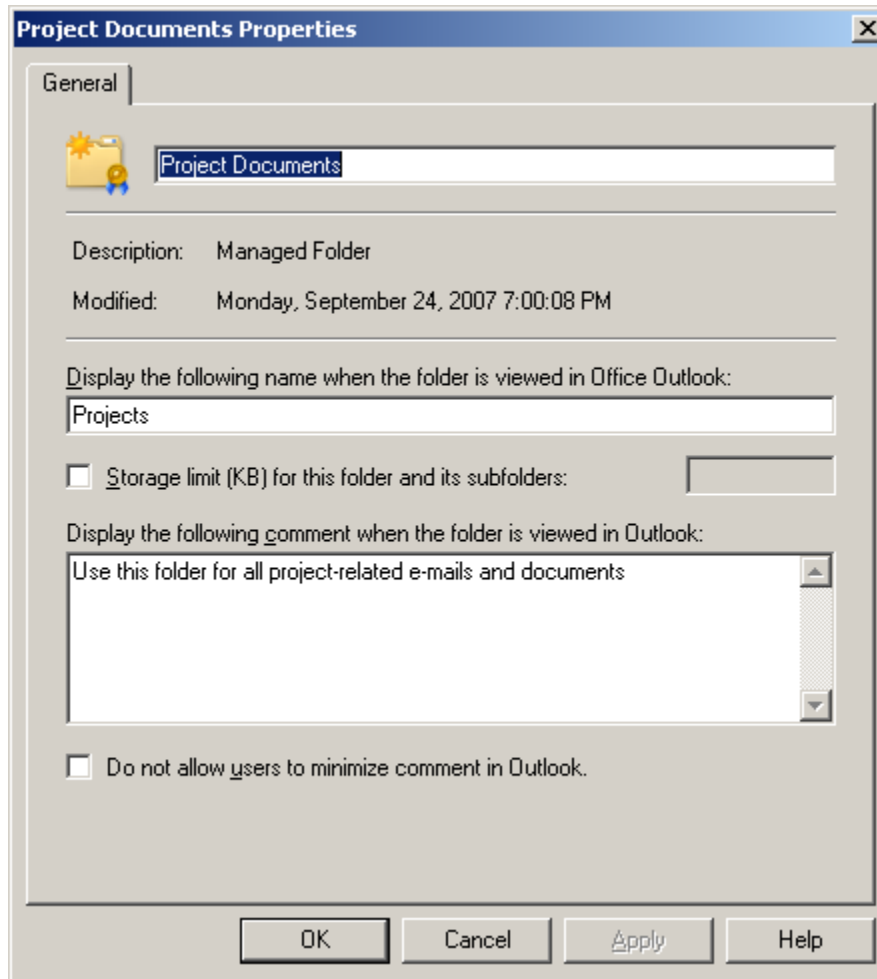 Project Documents Properties
General
Project Documents
Description: Managed Folder
Modified: Monday, September 24, 2007 7:00:08 PM
Display the following name when the folder is viewed in Office Outlook:
Projects
Storage limit (KB) for this folder and its subfolders:
Display the following comment when the folder is viewed in Outlook:
Use this folder for all project-related e-mails and documents
Do not allow users to minimize comment in Outlook.
OK Cancel Apply Help